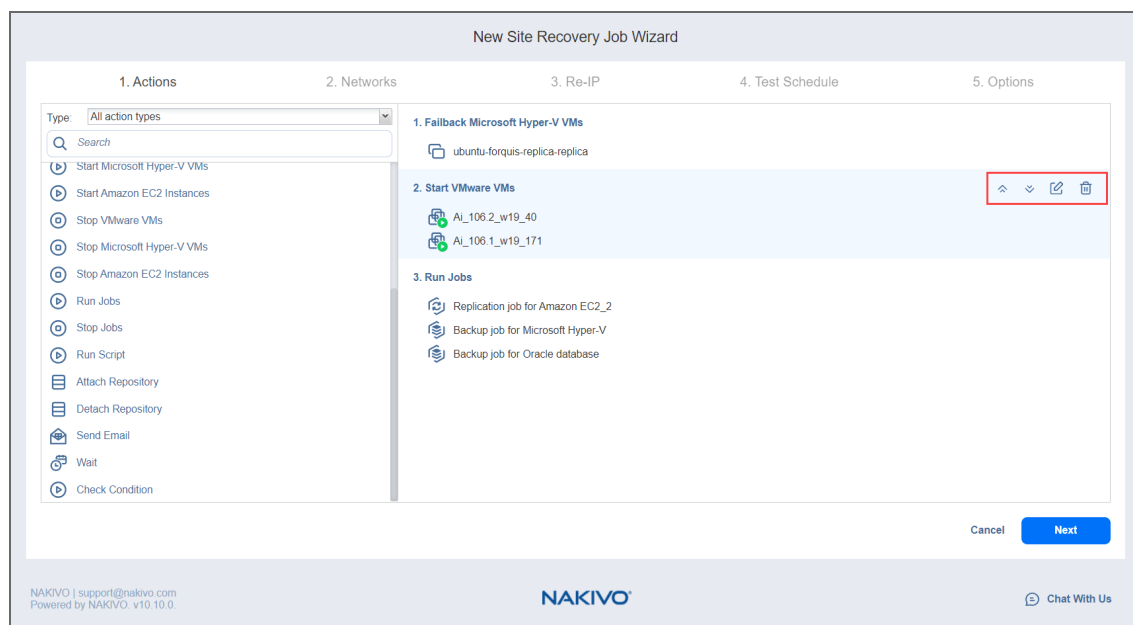 New Site Recovery Job Wizard
1. Actions
2. Networks
3. Re-IP
4. Test Schedule
5. Options
Type: All action types
Search
Start Microsoft Hyper-V VMs
Start Amazon EC2 Instances
Stop VMware VMs
Stop Microsoft Hyper-V VMs
Stop Amazon EC2 Instances
Run Jobs
Stop Jobs
Run Script
Attach Repository
Detach Repository
Send Email
Wait
Check Condition
1. Failback Microsoft Hyper-V VMs
ubuntu-forquis-replica-replica
2. Start VMware VMs
Ai_106.2_w19_40
Ai_106.1_w19_171
3. Run Jobs
Replication job for Amazon EC2_2
Backup job for Microsoft Hyper-V
Backup job for Oracle database
Cancel
Next
NAKIVO | support@nakivo.com
Powered by NAKIVO. v10.10.0.
NAKIVO®
Chat With Us